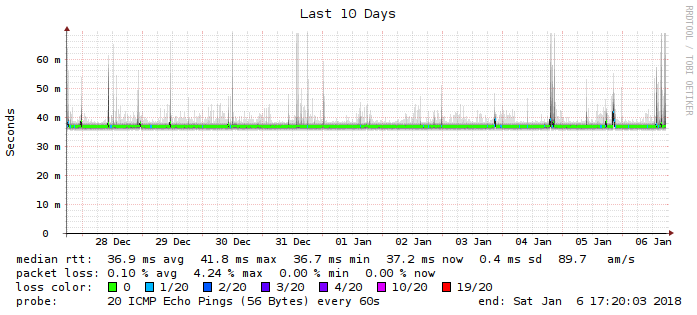 Last 10 Days
RRDTOOL / TOBI OETIKER
Seconds
60 m
50 m
40 m
30 m
20 m
10 m
0
28 Dec 29 Dec 30 Dec 31 Dec 01 Jan 02 Jan 03 Jan 04 Jan 05 Jan 06 Jan
median rtt: 36.9 ms avg 41.8 ms max 36.7 ms min 37.2 ms now 0.4 ms sd 89.7 am/s
packet loss: 0.10 % avg 4.24 % max 0.00 % min 0.00 % now
loss color: 0 1/20 2/20 3/20 4/20 10/20 19/20
probe: 20 ICMP Echo Pings (56 Bytes) every 60s end: Sat Jan 6 17:20:03 2018